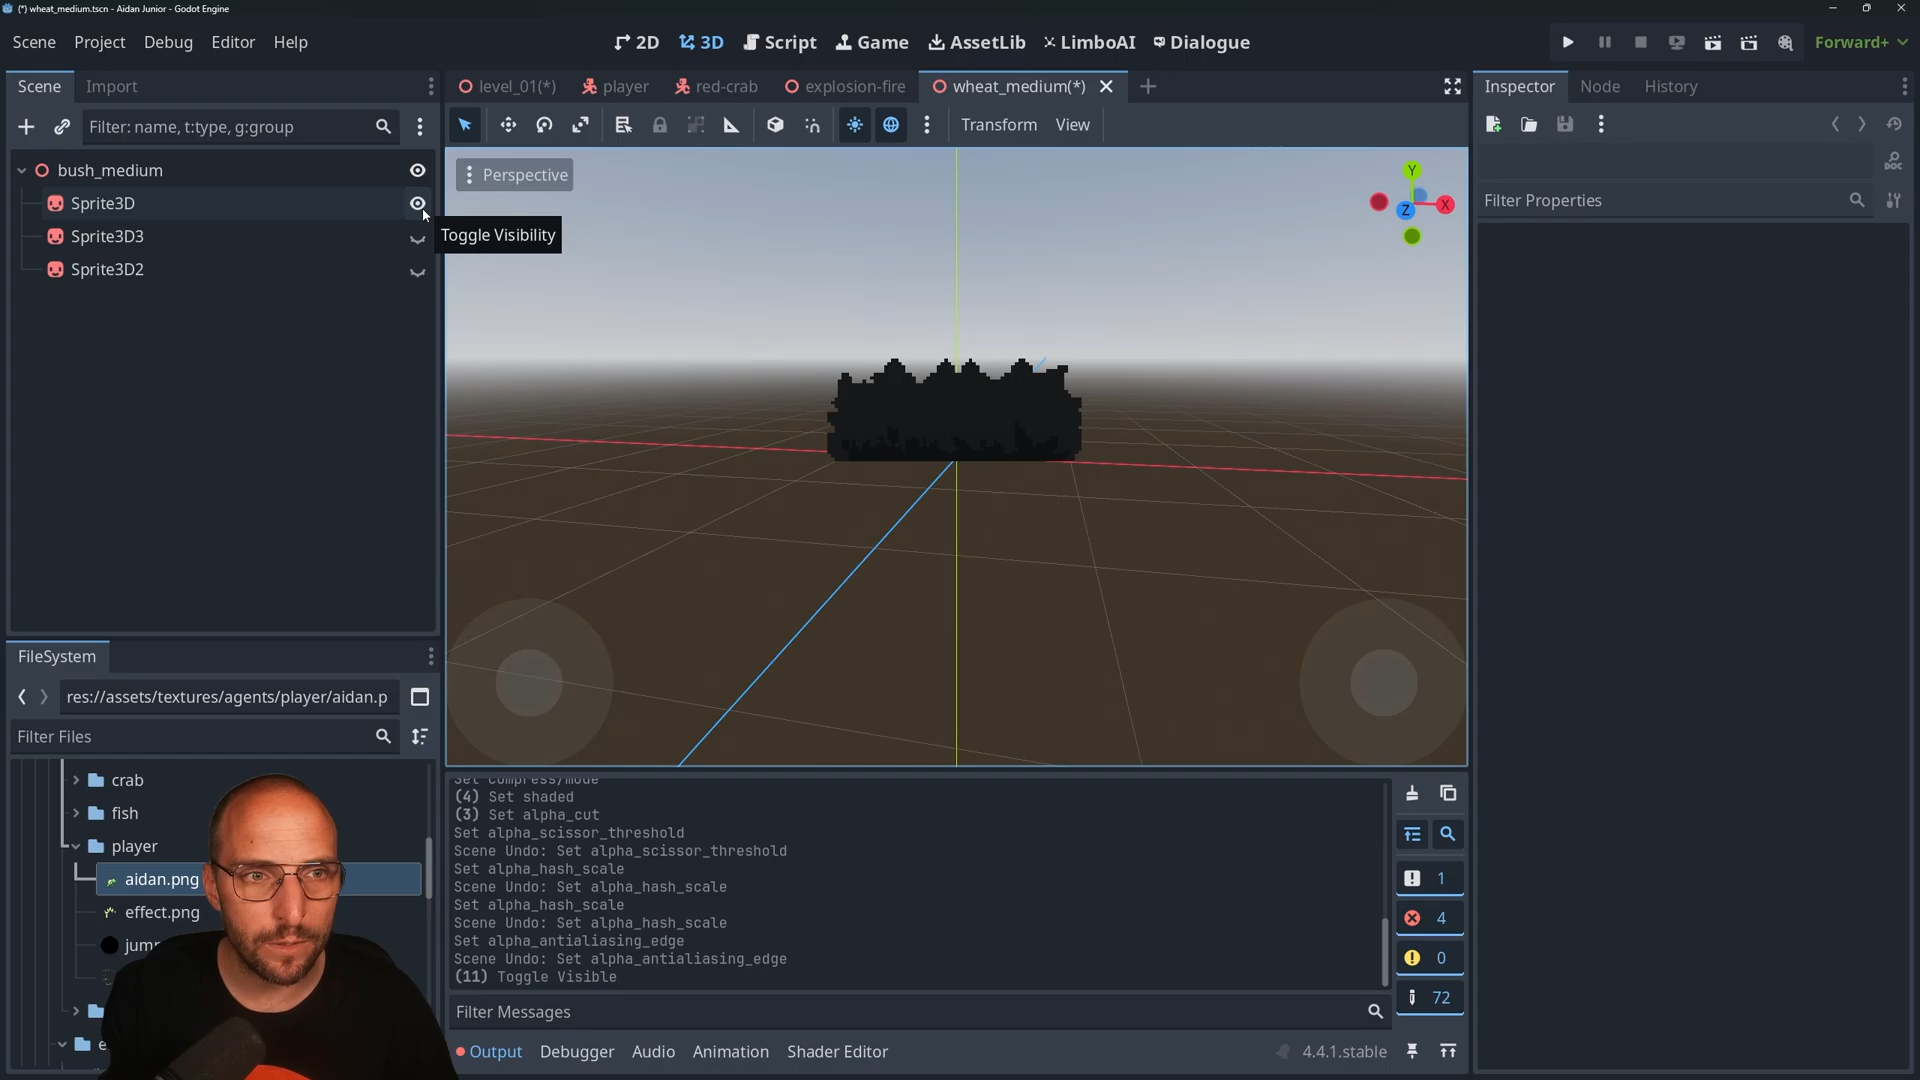 (*) wheat_medium.tscn - Aidan Junior - Godot Engine
Scene Project Debug Editor Help
2D 3D Script Game AssetLib LimboAI Dialogue
Forward+
Scene Import
level_01(*) player red-crab explosion-fire wheat_medium(*)
Inspector Node History
Filter: name, t:type, g:group
Transform View
bush_medium
Perspective
Y
X
Z
Filter Properties
Sprite3D
Sprite3D3
Toggle Visibility
Sprite3D2
FileSystem
res://assets/textures/agents/player/aidan.p
Filter Files
crab
fish
player
aidan.png
effect.png
Set compress/mode
(4) Set shaded
(3) Set alpha_cut
Set alpha_scissor_threshold
Scene Undo: Set alpha_scissor_threshold
Set alpha_hash_scale
Scene Undo: Set alpha_hash_scale
Set alpha_hash_scale
Scene Undo: Set alpha_hash_scale
Set alpha_antialiasing_edge
Scene Undo: Set alpha_antialiasing_edge
(11) Toggle Visible
1
4
0
72
Filter Messages
Output Debugger Audio Animation Shader Editor
4.4.1.stable